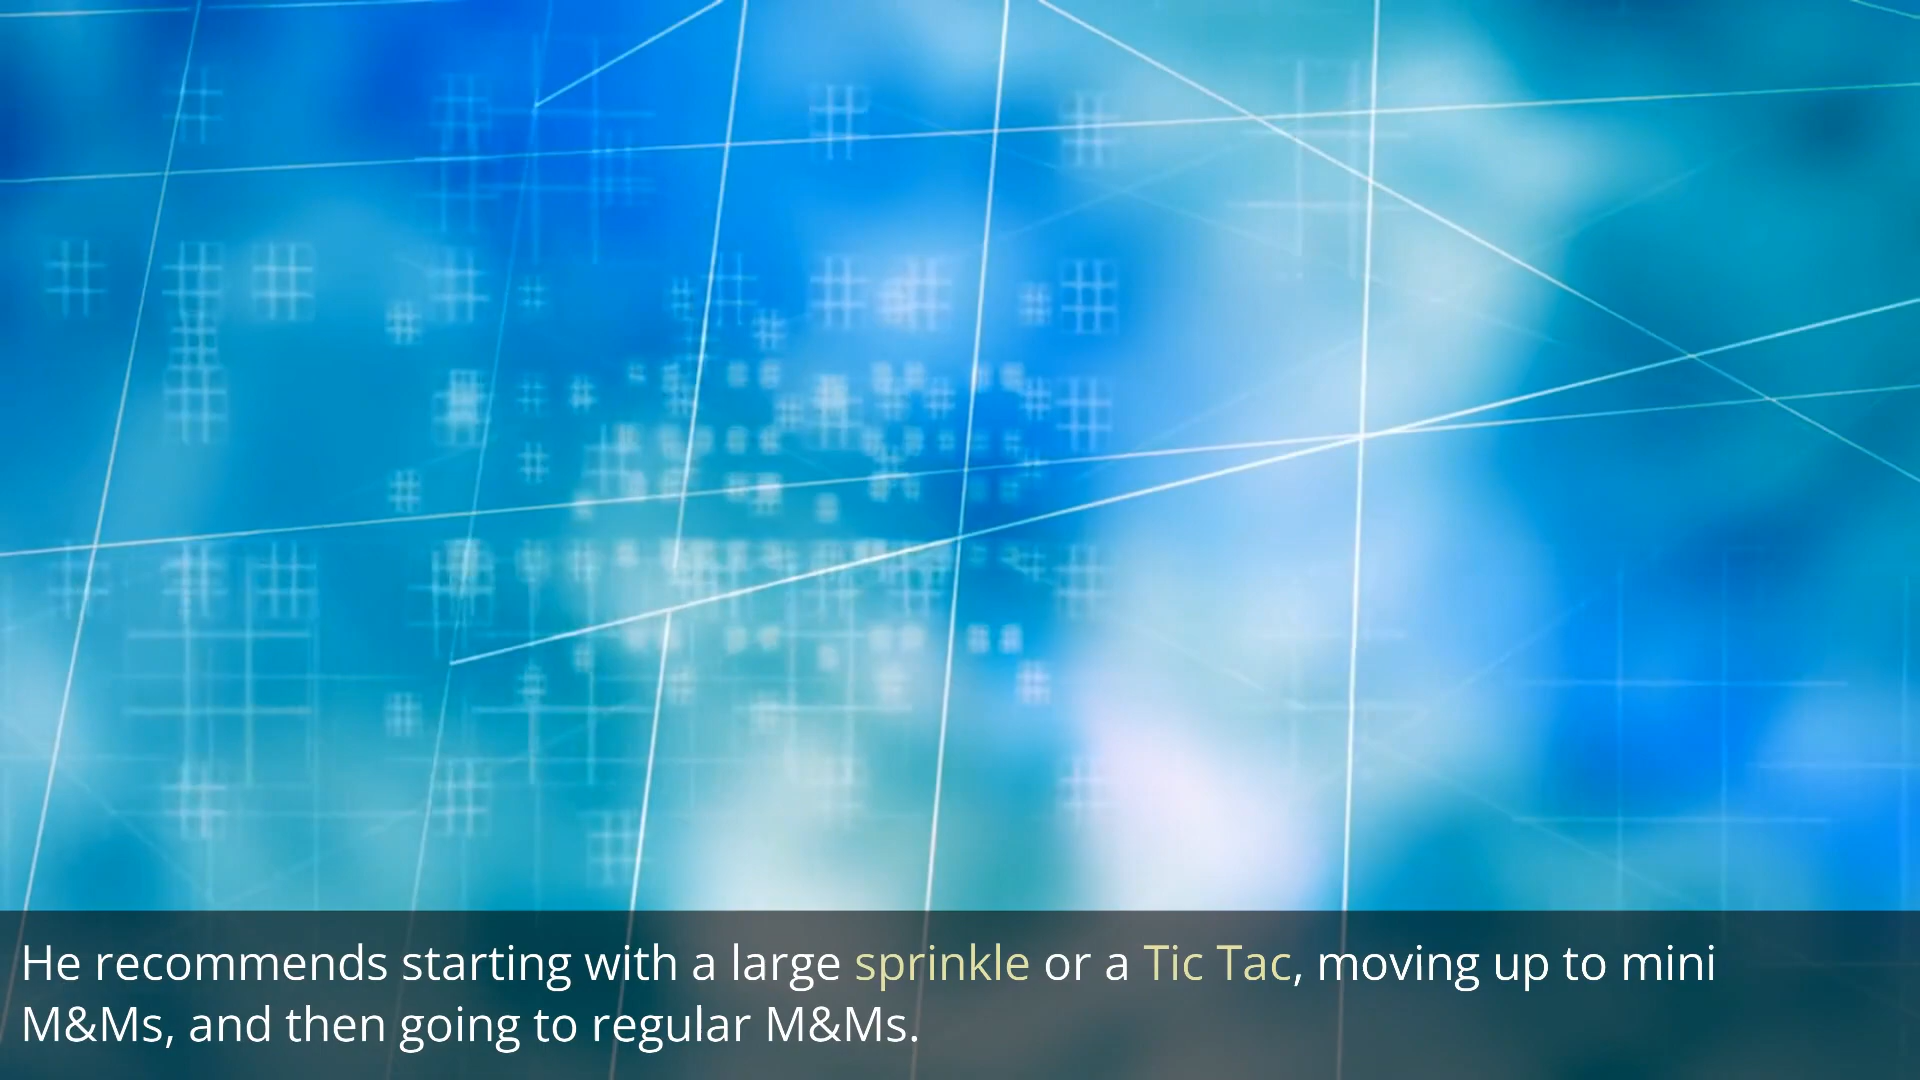 He recommends starting with a large sprinkle or a Tic Tac, moving up to mini
M&Ms, and then going to regular M&Ms.